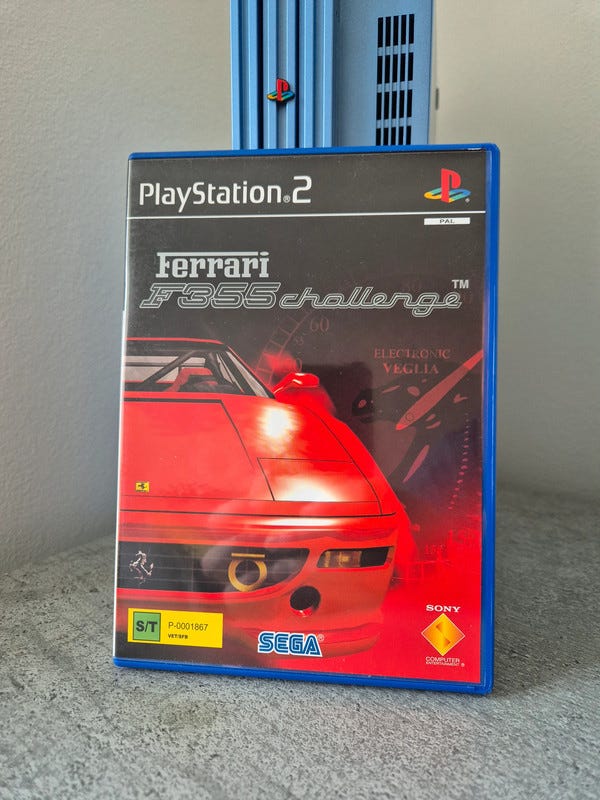 PlayStation®2
PAL
Ferrari
F355 challenge™
60
ELECTRONIC
VEGLIA
S/T P-0001867
VET/SFB
SEGA®
SONY
COMPUTER
ENTERTAINMENT®